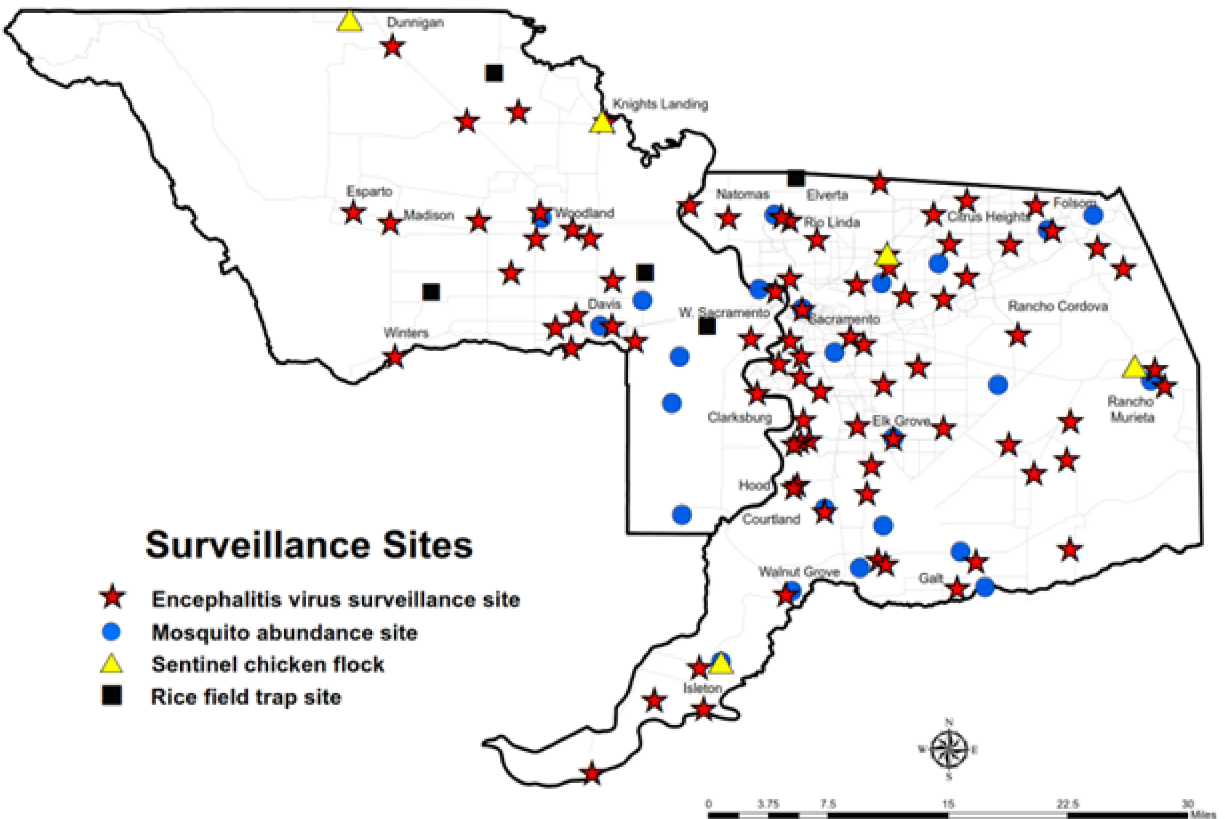 Dunnigan
Knights Landing
Esparto
Madison
Woodland
Natomas
Elverta
Rio Linda
Citrus Heights
Folsom
Davis
Winters
W. Sacramento
Sacramento
Rancho Cordova
Clarksburg
Elk Grove
Rancho
Murieta
Hood
Courtland
Walnut Grove
Galt
Isleton
Surveillance Sites
Encephalitis virus surveillance site
Mosquito abundance site
Sentinel chicken flock
Rice field trap site
N
W E
S
0 3.75 7.5 15 22.5 30
Miles